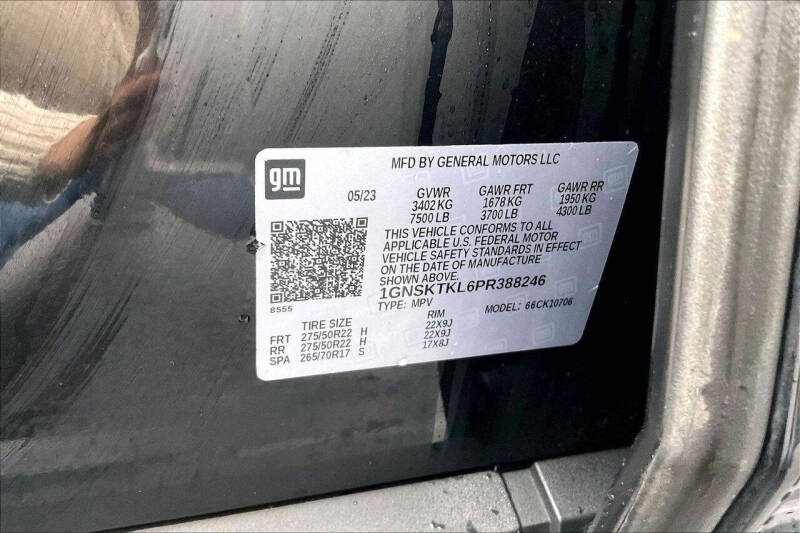 gm
MFD BY GENERAL MOTORS LLC
05/23 GVWR GAWR FRT GAWR RR
3402 KG 1678 KG 1950 KG
7500 LB 3700 LB 4300 LB
THIS VEHICLE CONFORMS TO ALL
APPLICABLE U.S. FEDERAL MOTOR
VEHICLE SAFETY STANDARDS IN EFFECT
ON THE DATE OF MANUFACTURE
SHOWN ABOVE.
1GNSKTKL6PR388246
TYPE: MPV MODEL: 66CK10706
8555
TIRE SIZE RIM
FRT 275/50R22 H 22X9J
RR 275/50R22 H 22X9J
SPA 265/70R17 S 17X8J